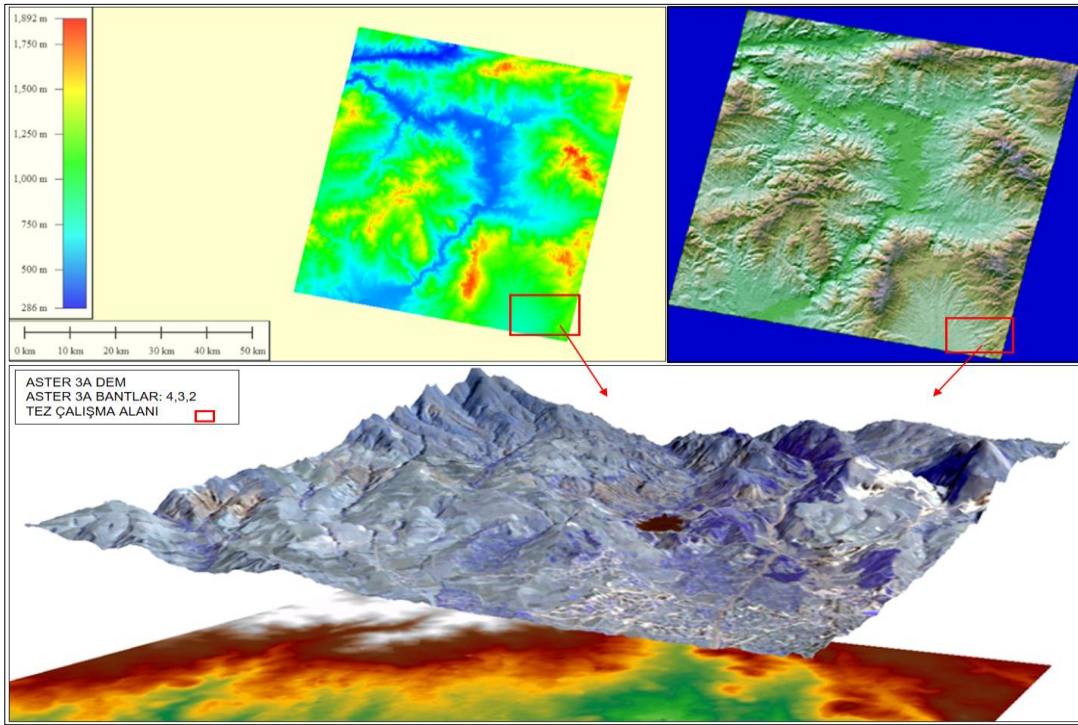 1,892 m
1,750 m
1,500 m
1,250 m
1,000 m
750 m
500 m
286 m
0 km 10 km 20 km 30 km 40 km 50 km
ASTER 3A DEM
ASTER 3A BANTLAR: 4,3,2
TEZ ÇALIŞMA ALANI